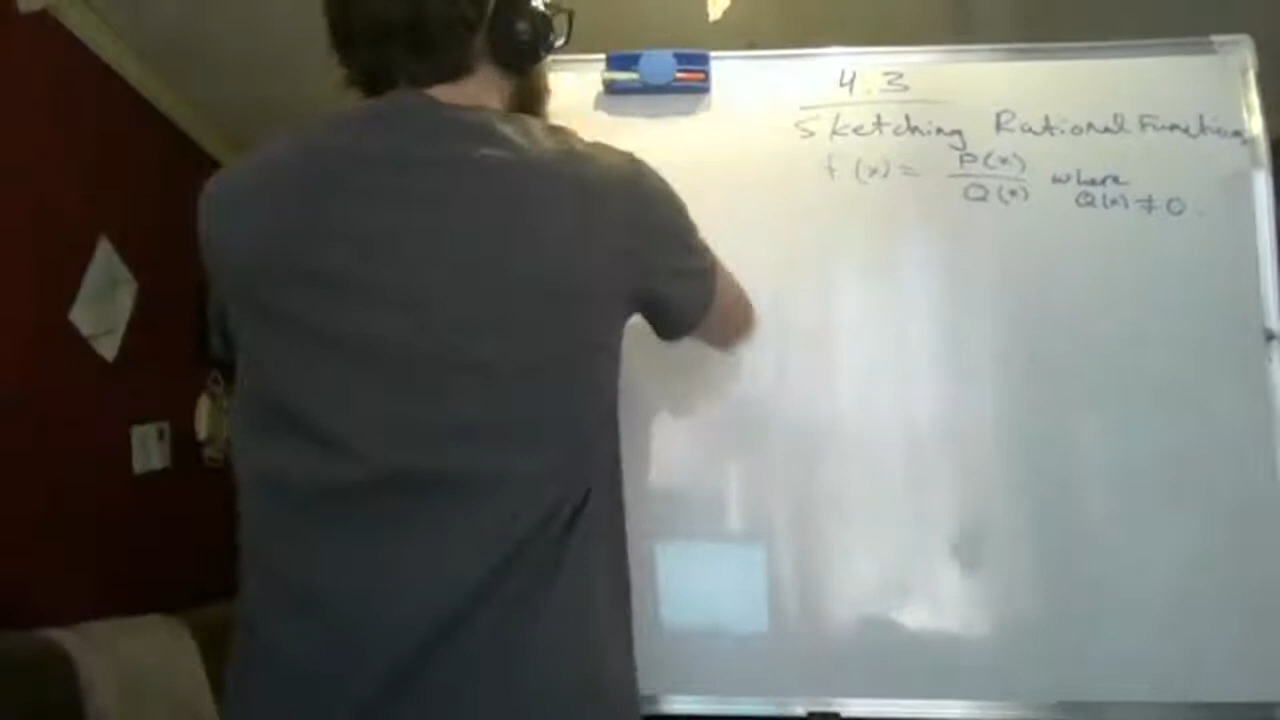 4.3
Sketching Rational Functions
f(x) = P(x)/Q(x) where
Q(x) ≠ 0.